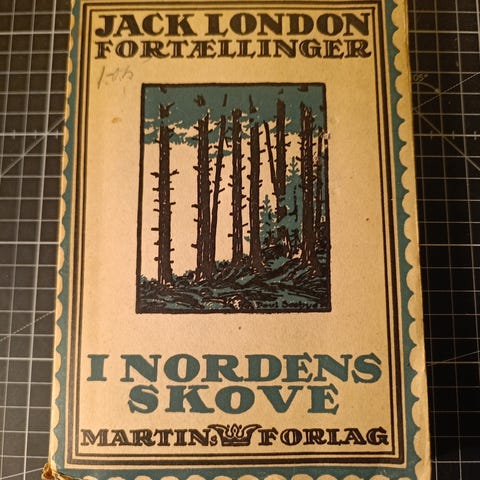 JACK LONDON
FORTÆLLINGER
I NORDENS
SKOVE
MARTINS FORLAG